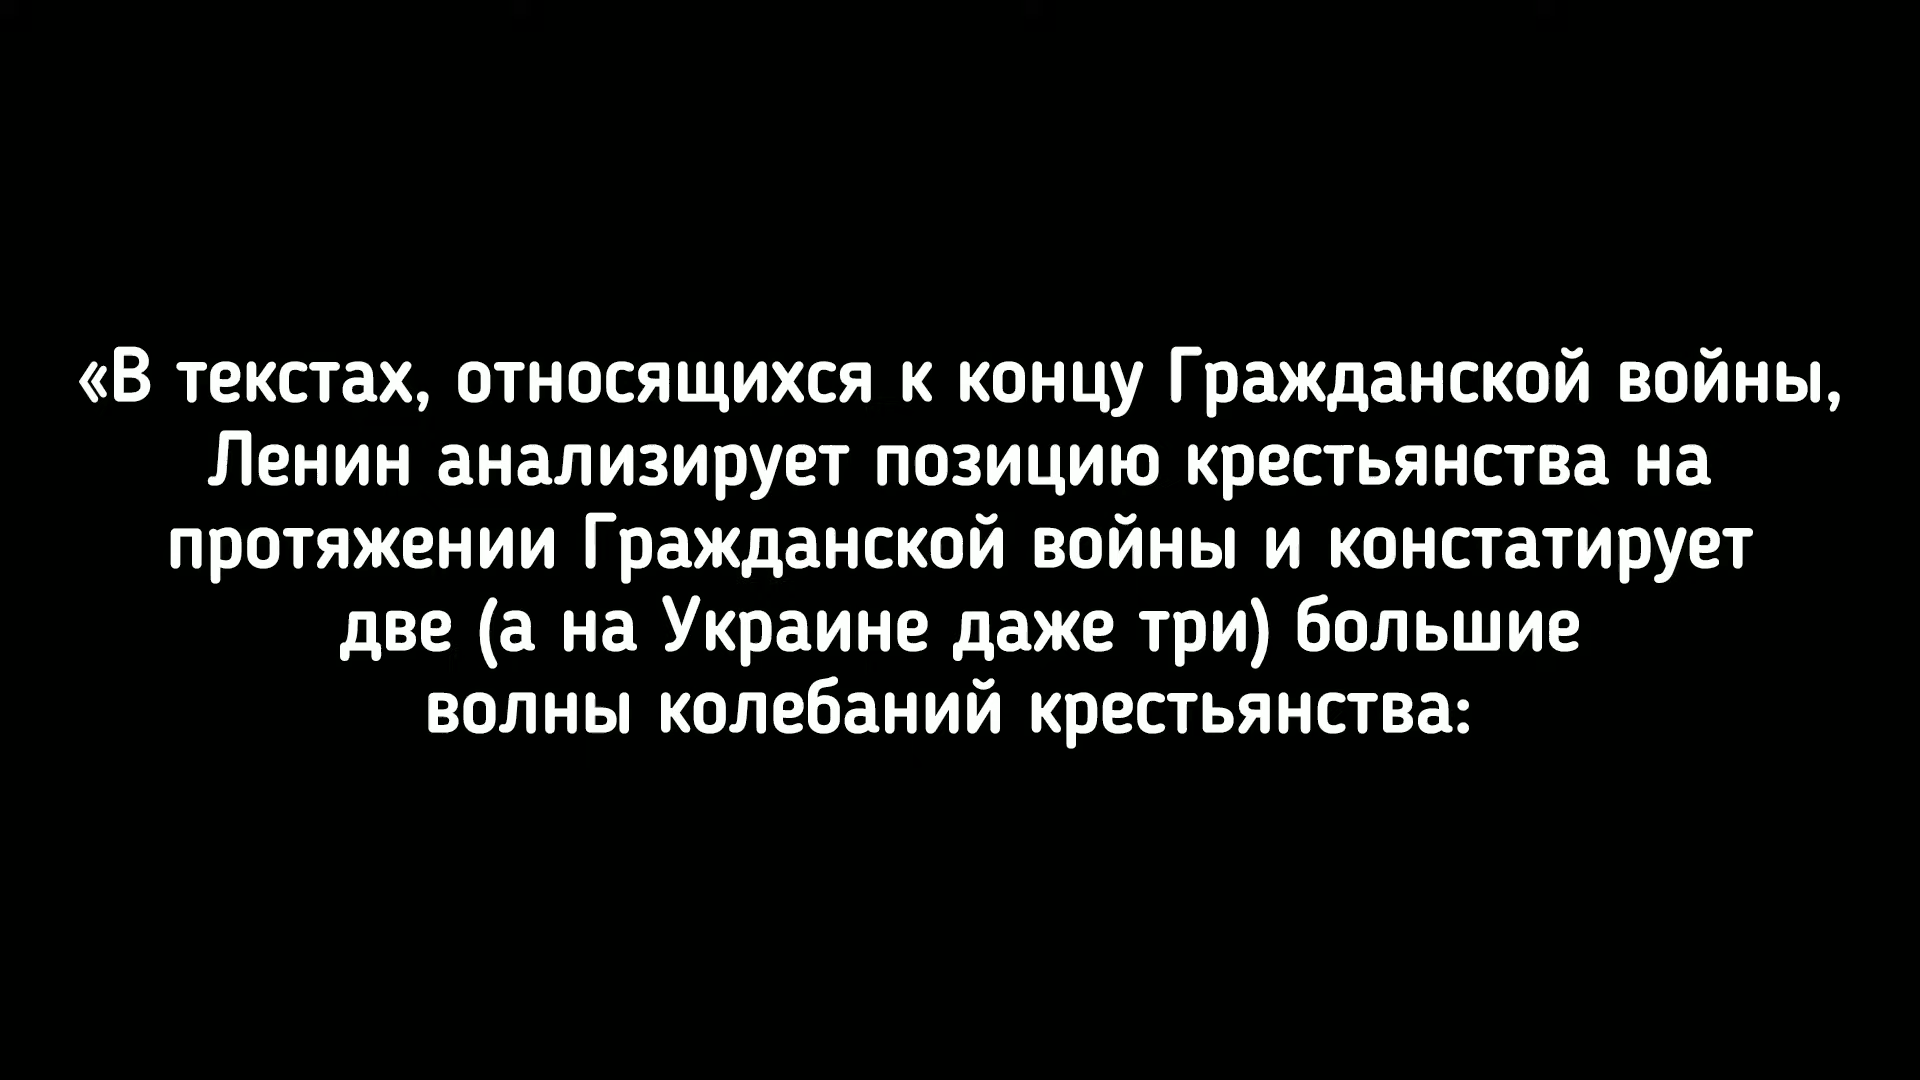 «В текстах, относящихся к концу Гражданской войны,
Ленин анализирует позицию крестьянства на
протяжении Гражданской войны и констатирует
две (а на Украине даже три) большие
волны колебаний крестьянства: